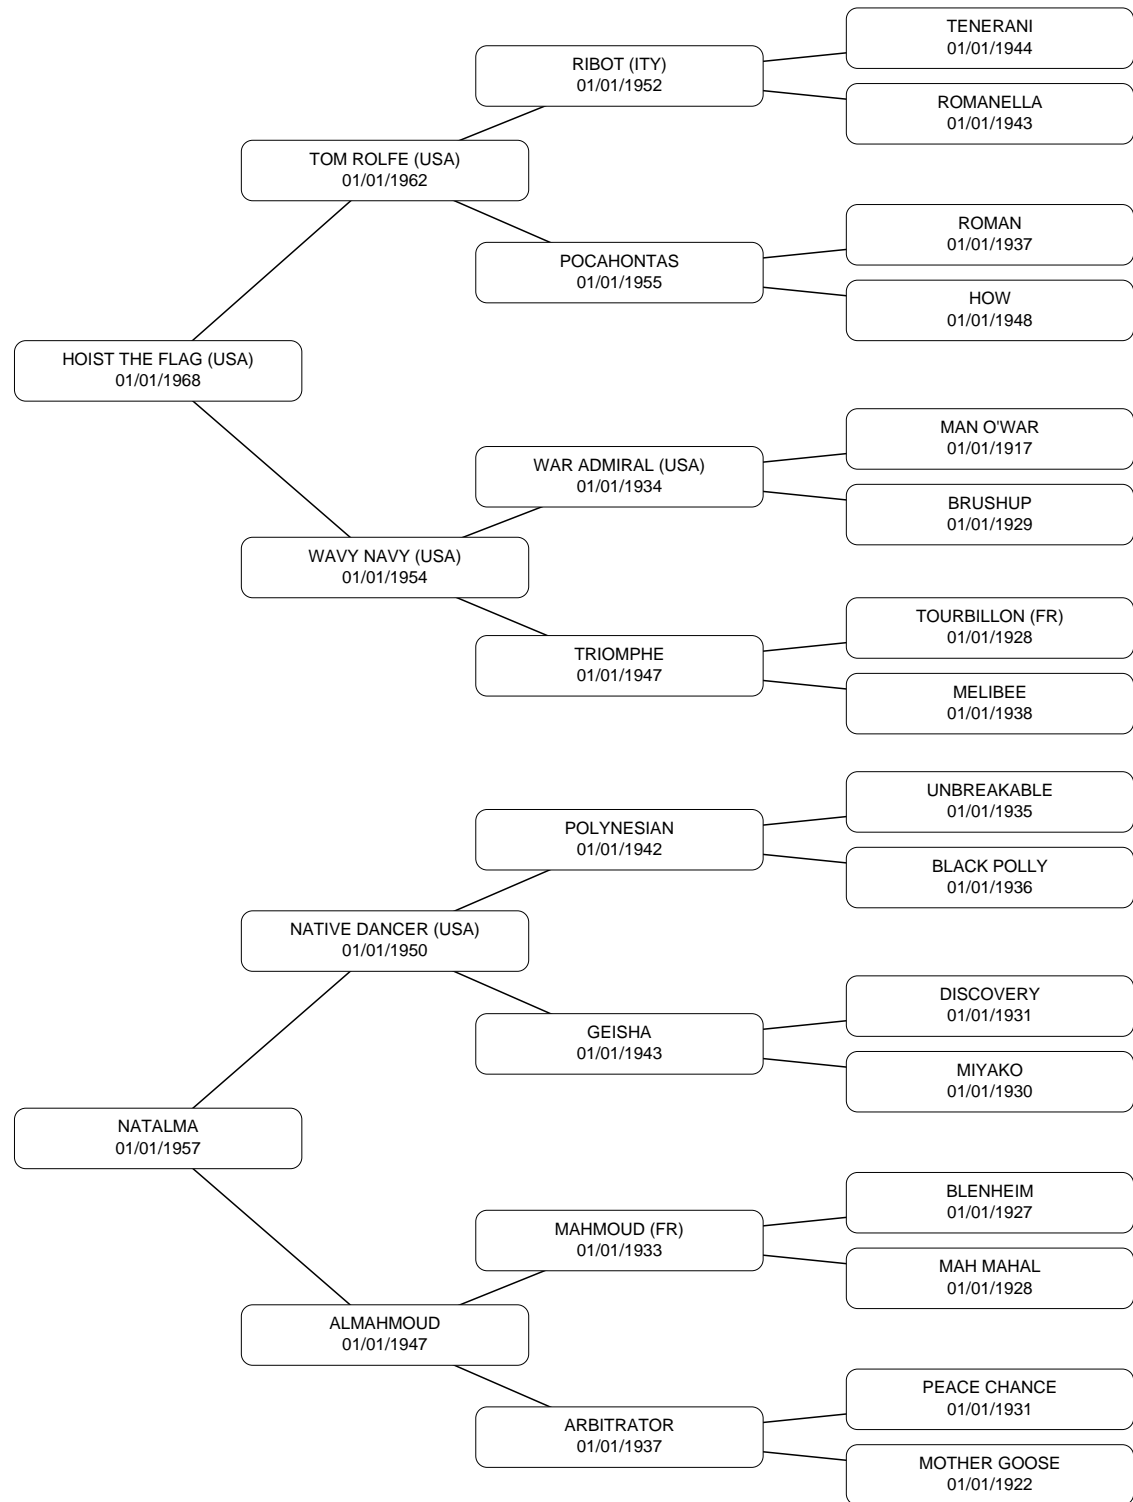 TENERANI
01/01/1944
RIBOT (ITY)
01/01/1952
ROMANELLA
01/01/1943
TOM ROLFE (USA)
01/01/1962
ROMAN
01/01/1937
POCAHONTAS
01/01/1955
HOW
01/01/1948
HOIST THE FLAG (USA)
01/01/1968
MAN O'WAR
01/01/1917
WAR ADMIRAL (USA)
01/01/1934
BRUSHUP
01/01/1929
WAVY NAVY (USA)
01/01/1954
TOURBILLON (FR)
01/01/1928
TRIOMPHE
01/01/1947
MELIBEE
01/01/1938
UNBREAKABLE
01/01/1935
POLYNESIAN
01/01/1942
BLACK POLLY
01/01/1936
NATIVE DANCER (USA)
01/01/1950
DISCOVERY
01/01/1931
GEISHA
01/01/1943
MIYAKO
01/01/1930
NATALMA
01/01/1957
BLENHEIM
01/01/1927
MAHMOUD (FR)
01/01/1933
MAH MAHAL
01/01/1928
ALMAHMOUD
01/01/1947
PEACE CHANCE
01/01/1931
ARBITRATOR
01/01/1937
MOTHER GOOSE
01/01/1922